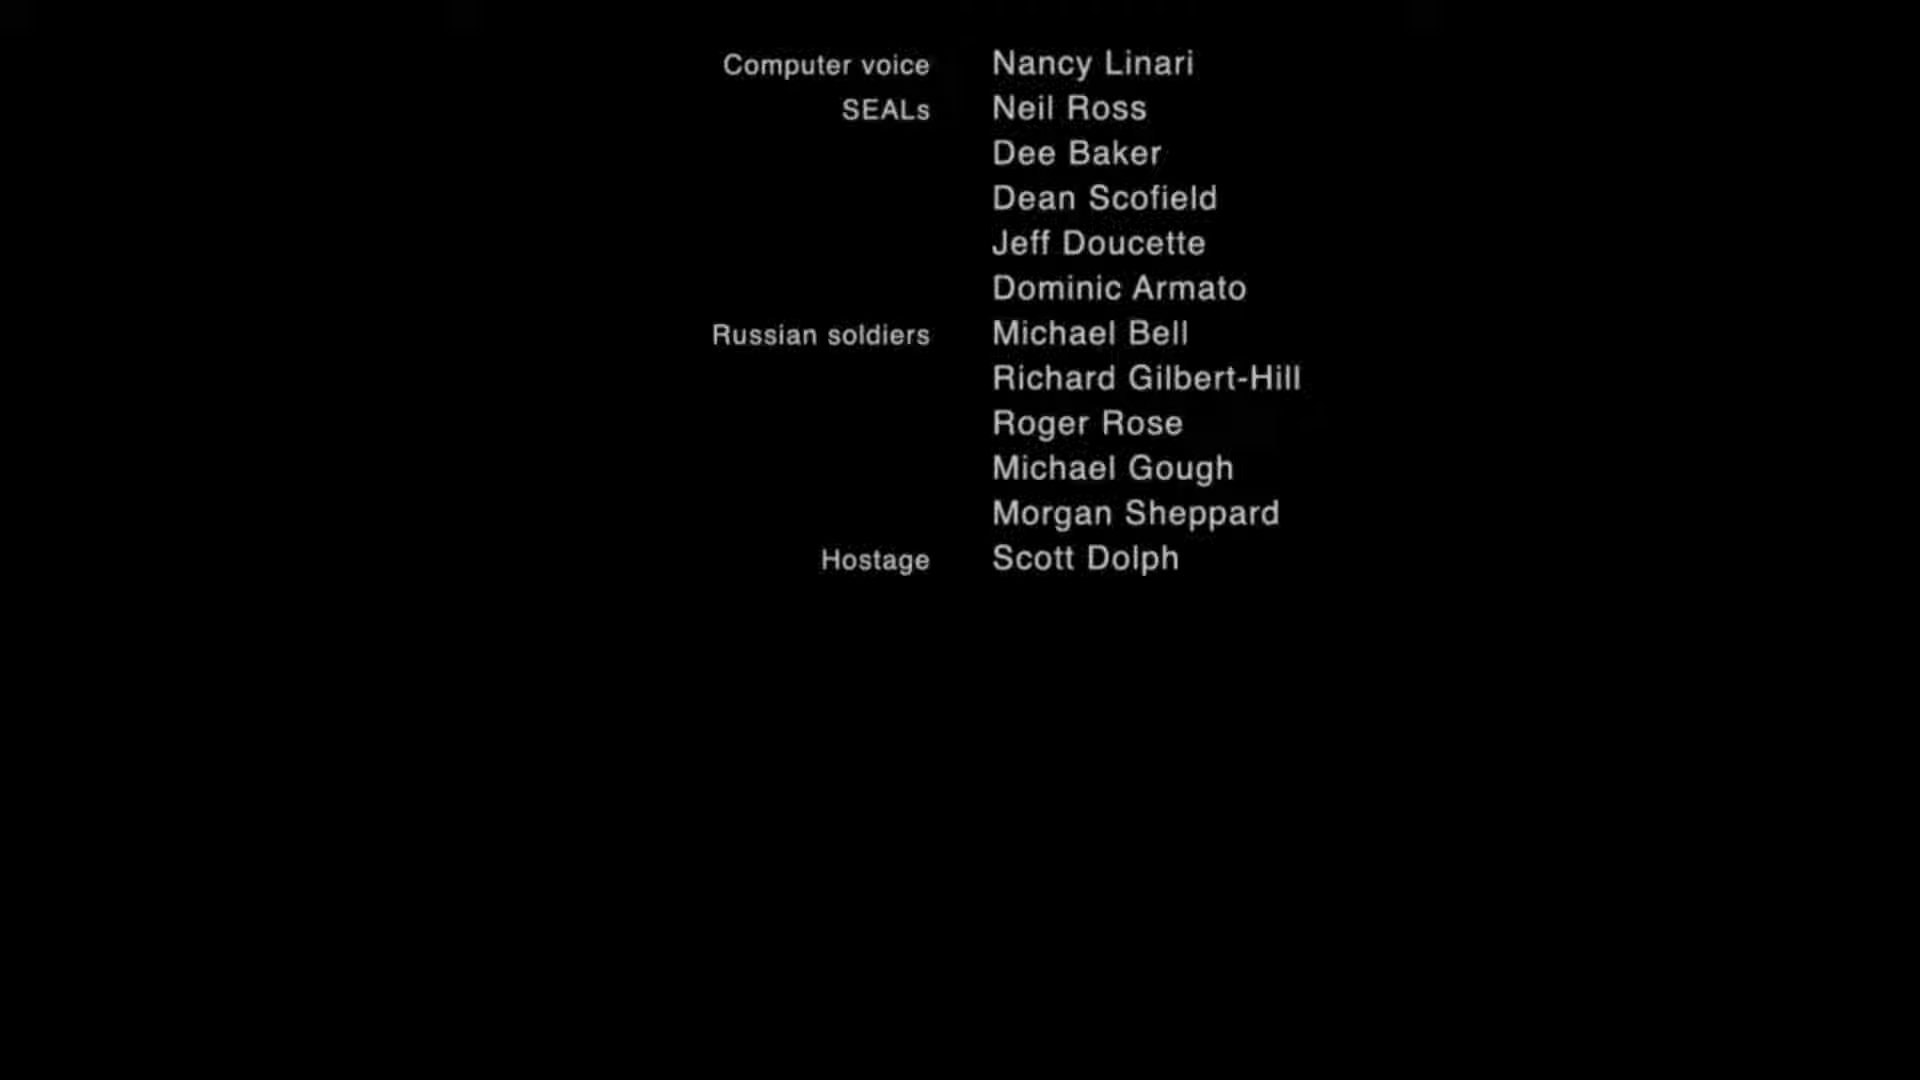 Computer voice Nancy Linari
SEALs Neil Ross
Dee Baker
Dean Scofield
Jeff Doucette
Dominic Armato
Russian soldiers Michael Bell
Richard Gilbert-Hill
Roger Rose
Michael Gough
Morgan Sheppard
Hostage Scott Dolph